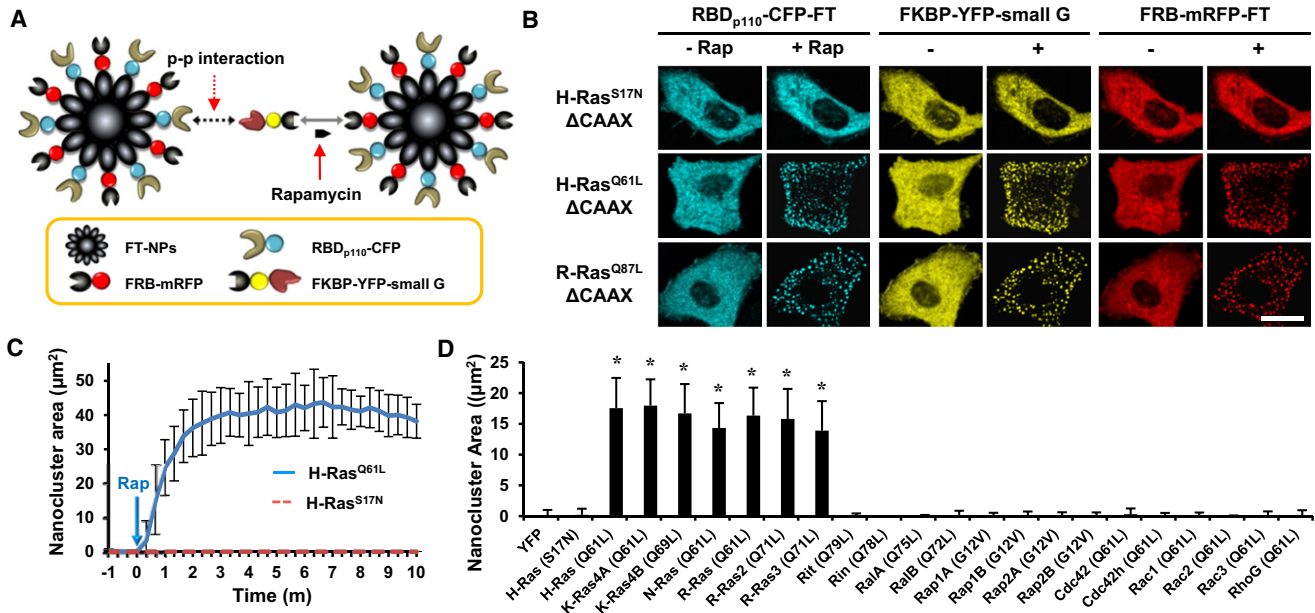 A
p-p interaction
Rapamycin
FT-NPs
RBDp110-CFP
FRB-mRFP
FKBP-YFP-small G
B
RBDp110-CFP-FT
FKBP-YFP-small G
FRB-mRFP-FT
- Rap
+ Rap
-
+
-
+
H-RasS17N
ΔCAAX
H-RasQ61L
ΔCAAX
R-RasQ87L
ΔCAAX
C
Nanocluster area (µm²)
50
40
30
20
10
0
Rap
H-RasQ61L
H-RasS17N
-1 0 1 2 3 4 5 6 7 8 9 10
Time (m)
D
Nanocluster Area ((µm²)
25
20
15
10
5
0
* * * * * * *
YFP
H-Ras (S17N)
H-Ras (Q61L)
K-Ras4A (Q61L)
K-Ras4B (Q69L)
N-Ras (Q61L)
R-Ras (Q61L)
R-Ras2 (Q71L)
R-Ras3 (Q71L)
Rit (Q79L)
Rin (Q78L)
RalA (Q75L)
RalB (Q72L)
Rap1A (G12V)
Rap1B (G12V)
Rap2A (G12V)
Rap2B (G12V)
Cdc42 (Q61L)
Cdc42h (Q61L)
Rac1 (Q61L)
Rac2 (Q61L)
Rac3 (Q61L)
RhoG (Q61L)